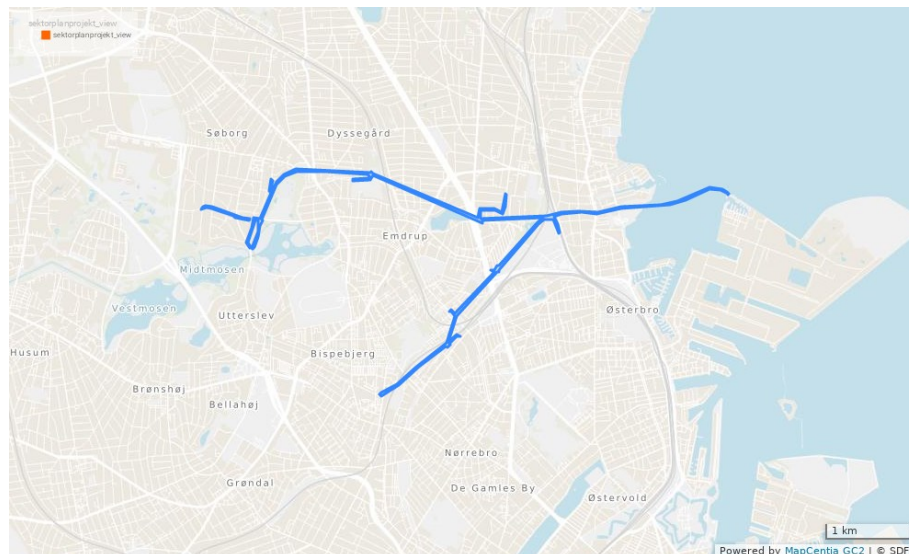 sektorplanprojekt_view
sektorplanprojekt_view
Søborg
Dyssegård
Emdrup
Midtmosen
Vestmosen
Utterslev
Østerbro
Husum
Bispebjerg
Brønshøj
Bellahøj
Nørrebro
Grøndal
De Gamles By
Østervold
1 km
Powered by MapCentia GC2 | © SDF